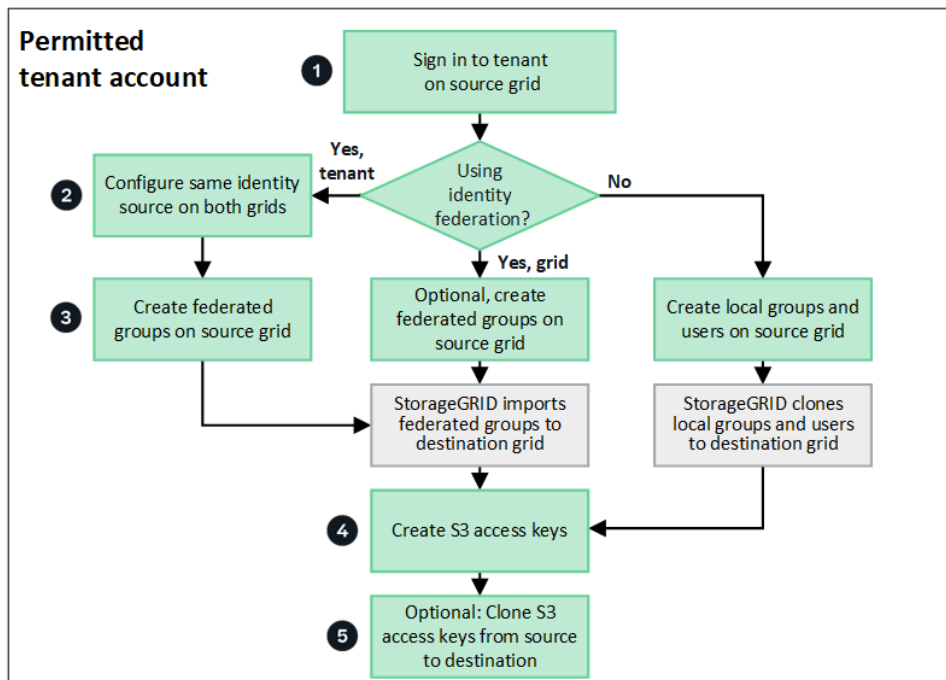 Permitted
tenant account
1
Sign in to tenant
on source grid
Using
identity
federation?
Yes,
tenant
No
Yes, grid
2
Configure same identity
source on both grids
3
Create federated
groups on source grid
Optional, create
federated groups on
source grid
Create local groups and
users on source grid
StorageGRID imports
federated groups to
destination grid
StorageGRID clones
local groups and users
to destination grid
4
Create S3 access keys
5
Optional: Clone S3
access keys from source
to destination